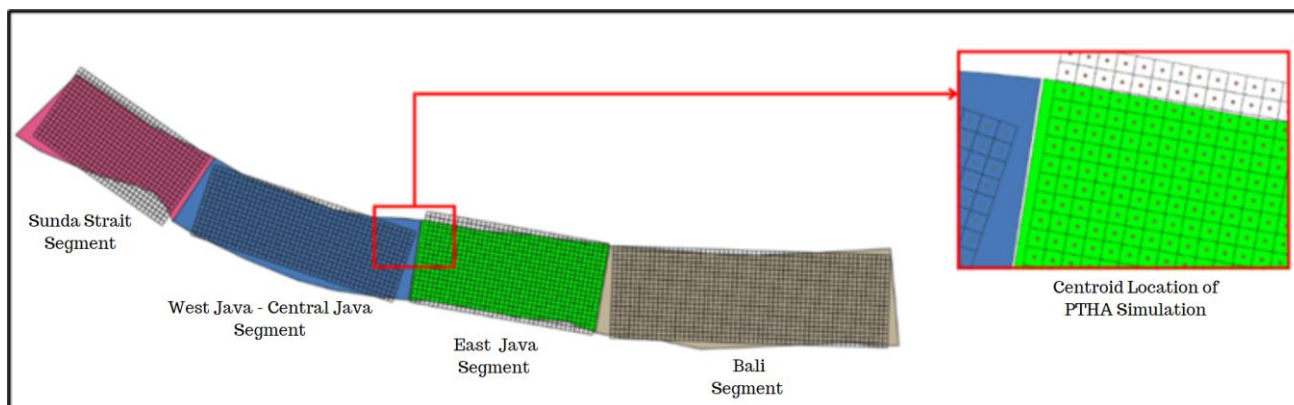 Sunda Strait
Segment
West Java - Central Java
Segment
East Java
Segment
Bali
Segment
Centroid Location of
PTHA Simulation